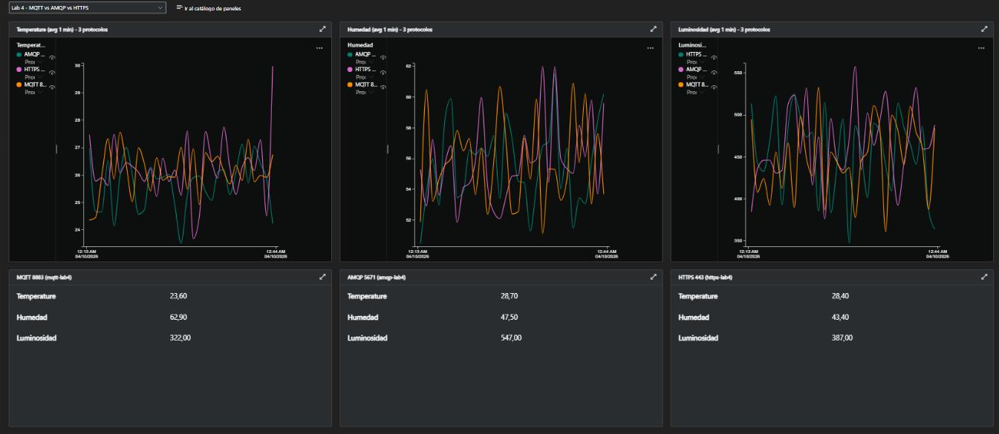 Lab 4 - MQTT vs AMQP vs HTTPS
Ir al catálogo de paneles
Temperature (avg 1 min) - 3 protocolos
Temperat...
AMQP ...
HTTPS ...
MQTT 8...
30
29
28
27
26
25
24
12:13 AM
04/10/2026
12:44 AM
04/10/2026
Humedad (avg 1 min) - 3 protocolos
Humedad
AMQP ...
HTTPS ...
MQTT 8...
62
60
58
56
54
52
12:13 AM
04/10/2026
12:44 AM
04/10/2026
Luminosidad (avg 1 min) - 3 protocolos
Luminosi...
HTTPS ...
AMQP ...
MQTT 8...
550
500
450
400
350
12:13 AM
04/10/2026
12:44 AM
04/10/2026
MQTT 8883 (mqtt-lab4)
Temperature 23,60
Humedad 62,90
Luminosidad 322,00
AMQP 5671 (amqp-lab4)
Temperature 28,70
Humedad 47,50
Luminosidad 547,00
HTTPS 443 (https-lab4)
Temperature 28,40
Humedad 43,40
Luminosidad 387,00